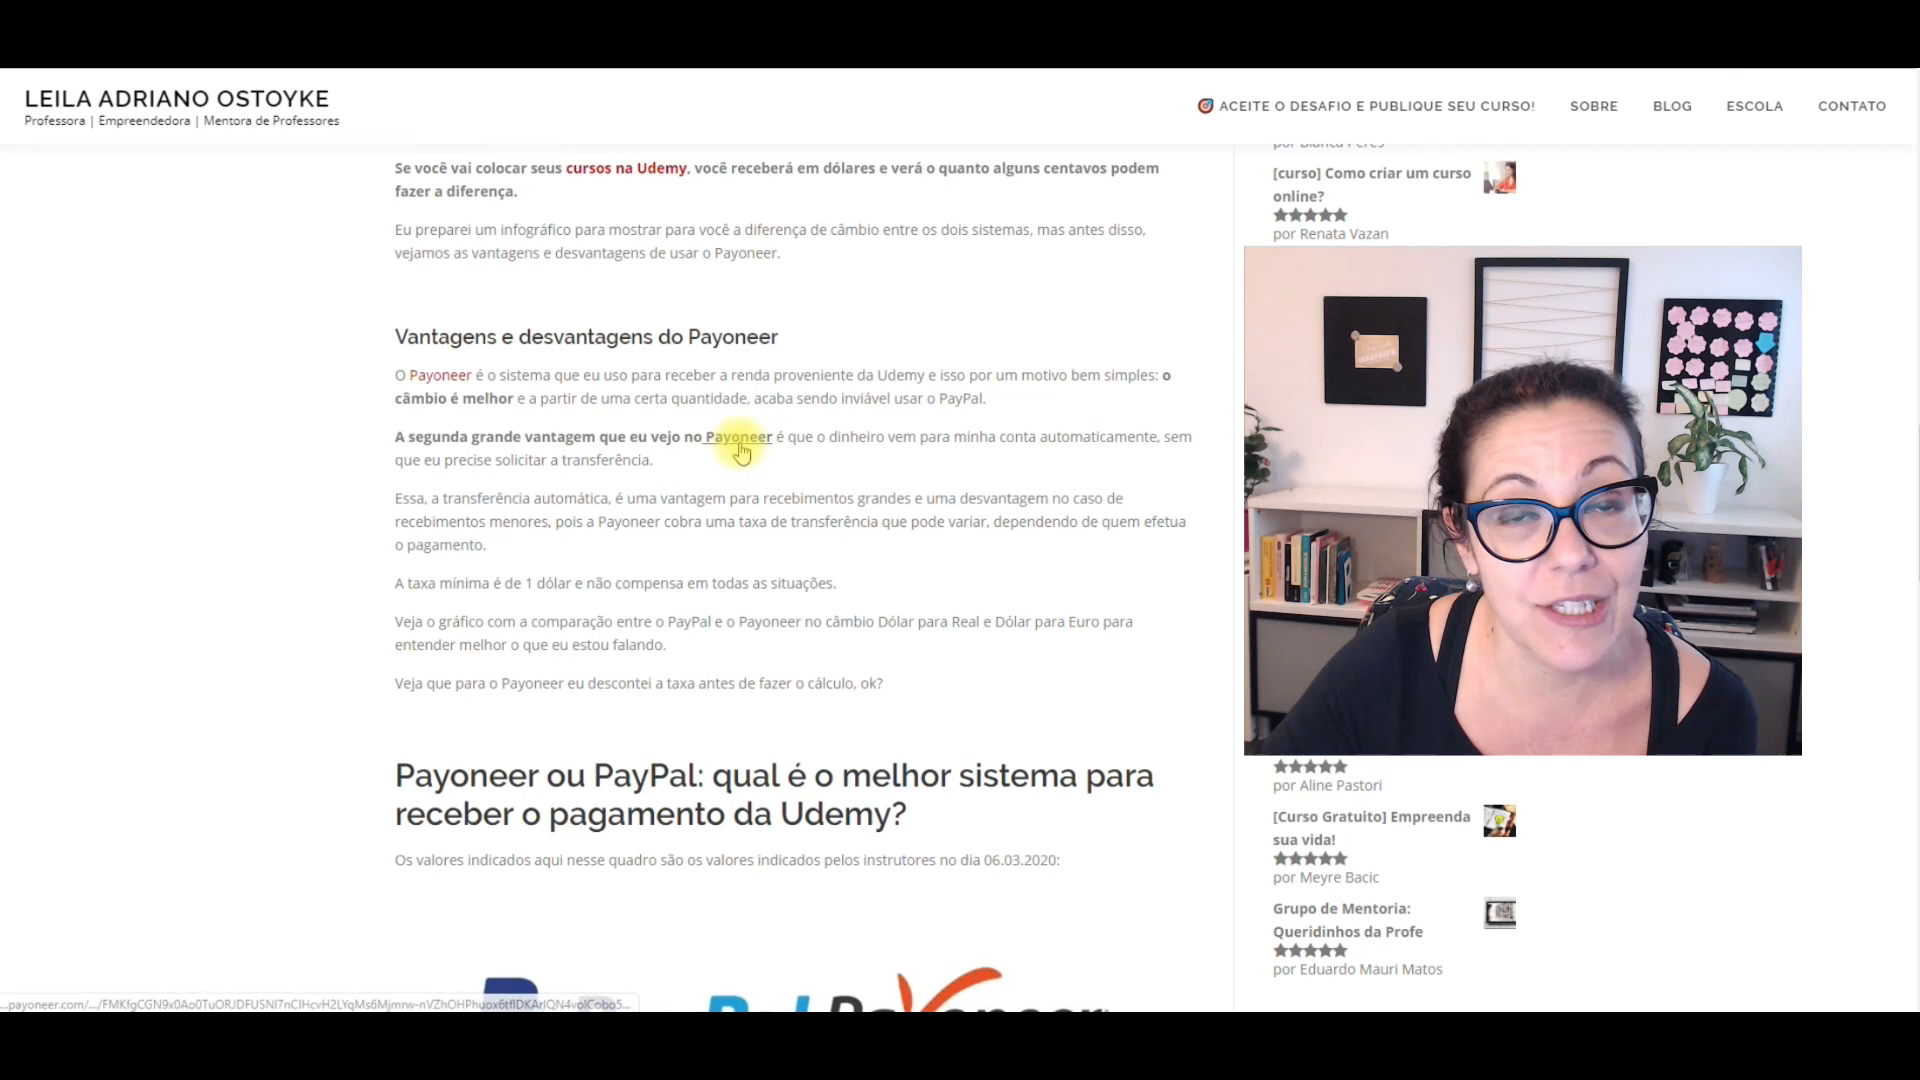 LEILA ADRIANO OSTOYKE
Professora | Empreendedora | Mentora de Professores
ACEITE O DESAFIO E PUBLIQUE SEU CURSO!
SOBRE
BLOG
ESCOLA
CONTATO
Se você vai colocar seus cursos na Udemy, você receberá em dólares e verá o quanto alguns centavos podem
fazer a diferença.
Eu preparei um infográfico para mostrar para você a diferença de câmbio entre os dois sistemas, mas antes disso,
vejamos as vantagens e desvantagens de usar o Payoneer.
Vantagens e desvantagens do Payoneer
O Payoneer é o sistema que eu uso para receber a renda proveniente da Udemy e isso por um motivo bem simples: o
câmbio é melhor e a partir de uma certa quantidade, acaba sendo inviável usar o PayPal.
A segunda grande vantagem que eu vejo no Payoneer é que o dinheiro vem para minha conta automaticamente, sem
que eu precise solicitar a transferência.
Essa, a transferência automática, é uma vantagem para recebimentos grandes e uma desvantagem no caso de
recebimentos menores, pois a Payoneer cobra uma taxa de transferência que pode variar, dependendo de quem efetua
o pagamento.
A taxa mínima é de 1 dólar e não compensa em todas as situações.
Veja o gráfico com a comparação entre o PayPal e o Payoneer no câmbio Dólar para Real e Dólar para Euro para
entender melhor o que eu estou falando.
Veja que para o Payoneer eu descontei a taxa antes de fazer o cálculo, ok?
Payoneer ou PayPal: qual é o melhor sistema para
receber o pagamento da Udemy?
Os valores indicados aqui nesse quadro são os valores indicados pelos instrutores no dia 06.03.2020:
por Bianca Peres
[curso] Como criar um curso
online?
por Renata Vazan
por Aline Pastori
[Curso Gratuito] Empreenda
sua vida!
por Meyre Bacic
Grupo de Mentoria:
Queridinhos da Profe
por Eduardo Mauri Matos